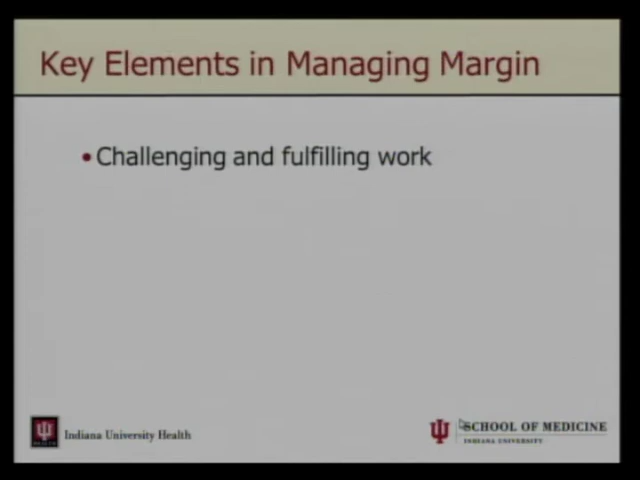 Key Elements in Managing Margin
• Challenging and fulfilling work
Indiana University Health
SCHOOL OF MEDICINE
INDIANA UNIVERSITY